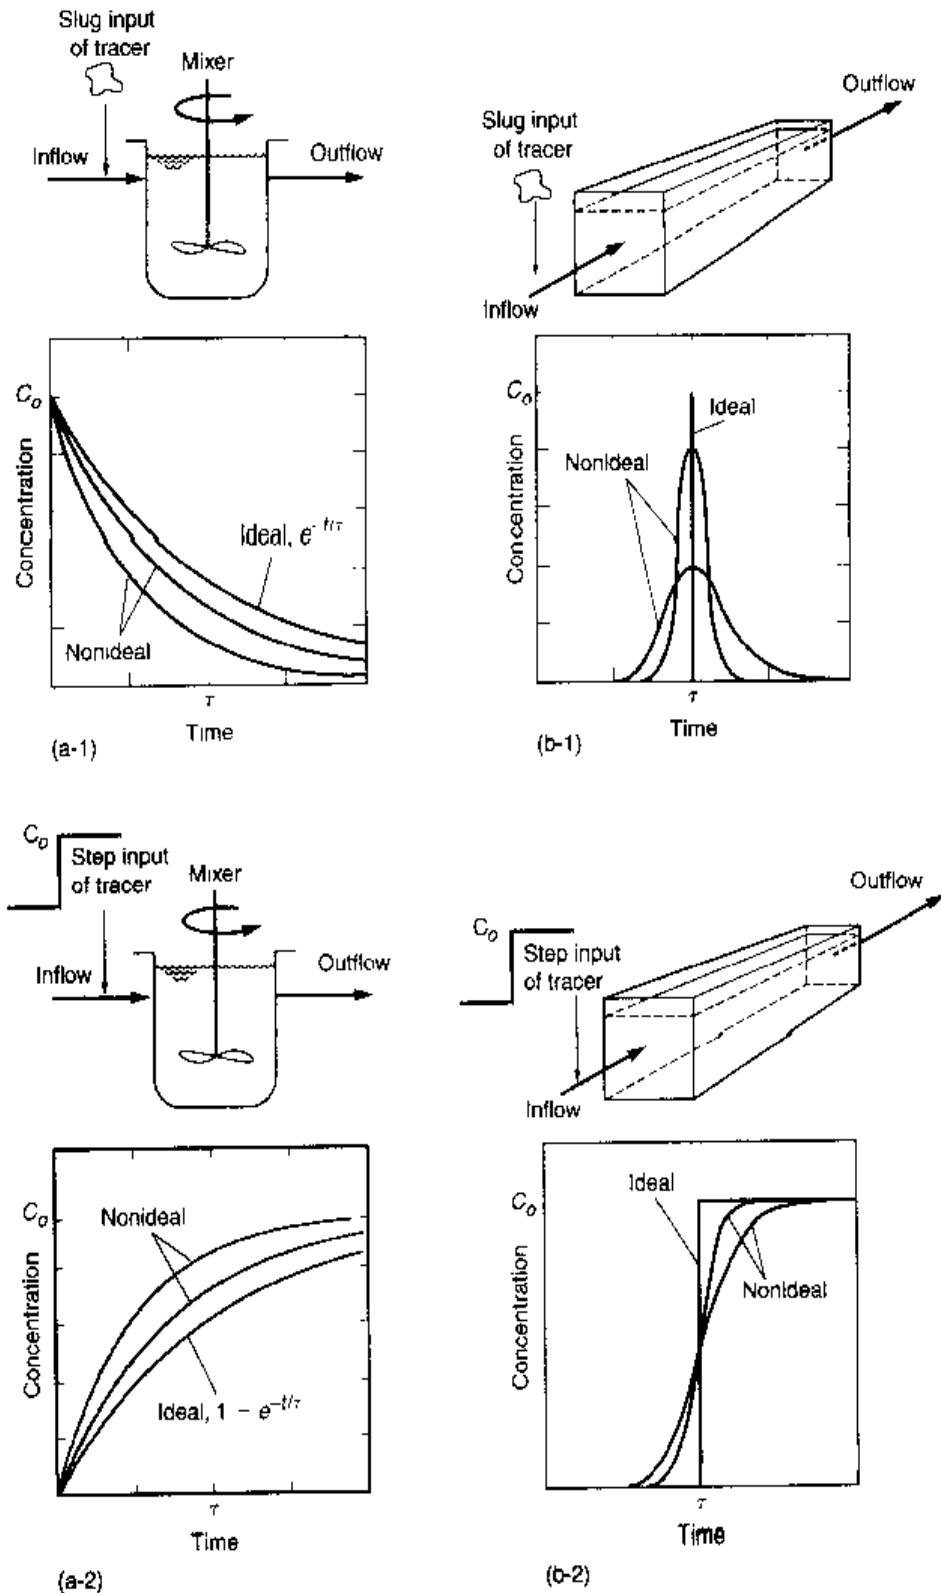 Slug input
of tracer
Mixer
Inflow
Outflow
C₀
Concentration
Ideal, e⁻ᵗ/τ
Nonideal
τ
Time
(a-1)
Slug input
of tracer
Outflow
Inflow
C₀
Concentration
Ideal
NonIdeal
τ
Time
(b-1)
C₀
Step input
of tracer
Mixer
Inflow
Outflow
C₀
Concentration
Nonideal
Ideal, 1 − e⁻ᵗ/τ
τ
Time
(a-2)
C₀
Step input
of tracer
Outflow
Inflow
C₀
Concentration
Ideal
NonIdeal
τ
Time
(b-2)